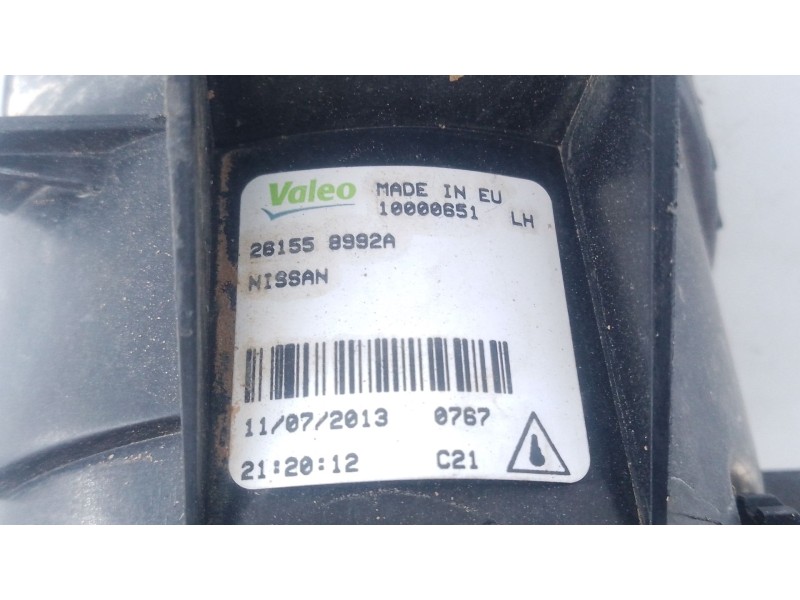 Valeo MADE IN EU
10000651 LH
26155 8992A
NISSAN
11/07/2013 0767
21:20:12 C21